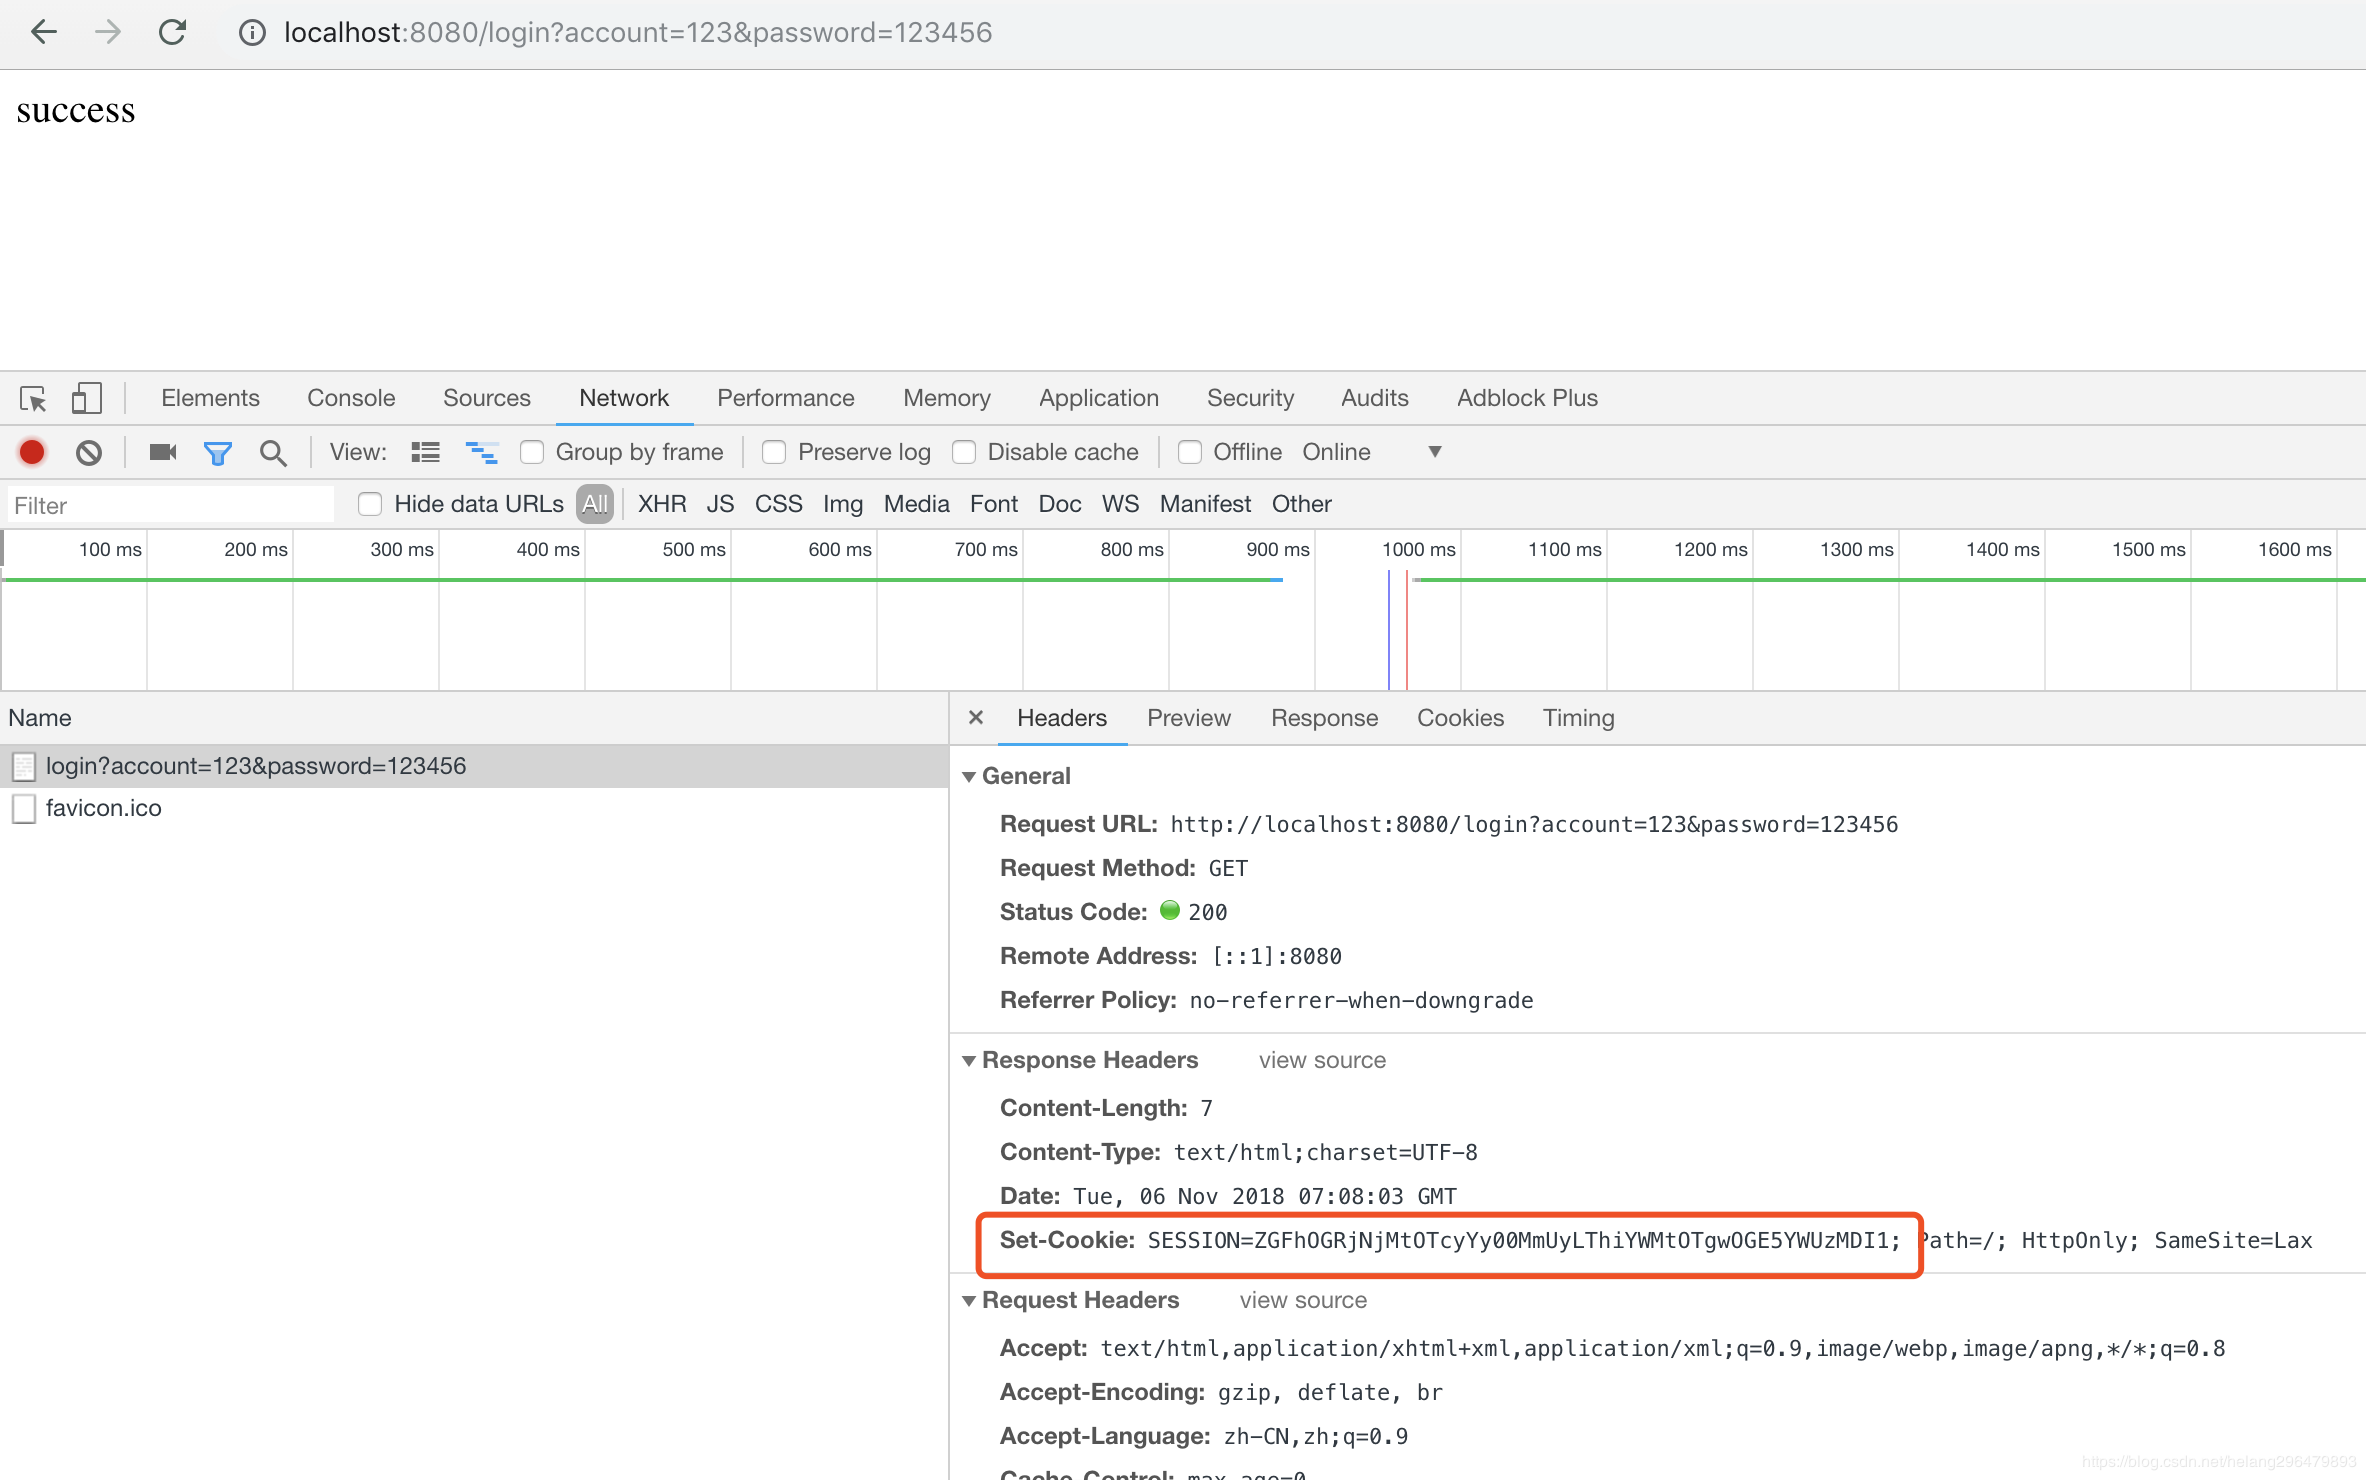 localhost:8080/login?account=123&password=123456
success
Elements Console Sources Network Performance Memory Application Security Audits Adblock Plus
View: Group by frame Preserve log Disable cache Offline Online ▼
Filter Hide data URLs All XHR JS CSS Img Media Font Doc WS Manifest Other
100 ms 200 ms 300 ms 400 ms 500 ms 600 ms 700 ms 800 ms 900 ms 1000 ms 1100 ms 1200 ms 1300 ms 1400 ms 1500 ms 1600 ms
Name
× Headers Preview Response Cookies Timing
login?account=123&password=123456
favicon.ico
General
Request URL: http://localhost:8080/login?account=123&password=123456
Request Method: GET
Status Code: 200
Remote Address: [::1]:8080
Referrer Policy: no-referrer-when-downgrade
Response Headers view source
Content-Length: 7
Content-Type: text/html;charset=UTF-8
Date: Tue, 06 Nov 2018 07:08:03 GMT
Set-Cookie: SESSION=ZGFhOGRjNjMtOTcyYy00MmUyLThiYWMtOTgwOGE5YWUzMDI1; Path=/; HttpOnly; SameSite=Lax
Request Headers view source
Accept: text/html,application/xhtml+xml,application/xml;q=0.9,image/webp,image/apng,*/*;q=0.8
Accept-Encoding: gzip, deflate, br
Accept-Language: zh-CN,zh;q=0.9
Cache-Control: max-age=0
https://blog.csdn.net/helang296479893